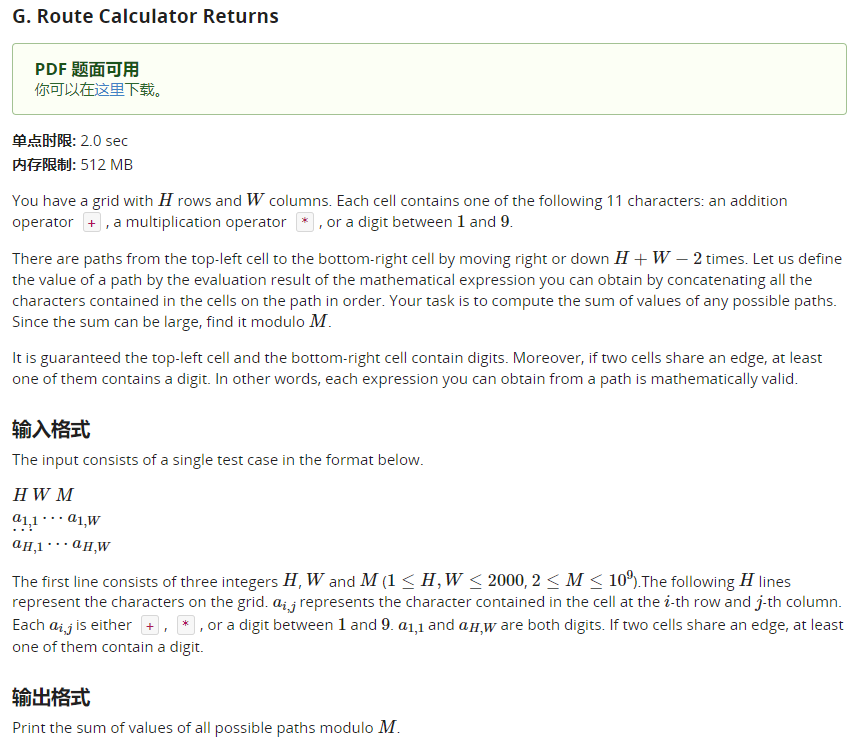 G. Route Calculator Returns
PDF 题面可用
你可以在这里下载。
单点时限: 2.0 sec
内存限制: 512 MB
You have a grid with H rows and W columns. Each cell contains one of the following 11 characters: an addition
operator + , a multiplication operator * , or a digit between 1 and 9.
There are paths from the top-left cell to the bottom-right cell by moving right or down H + W − 2 times. Let us define
the value of a path by the evaluation result of the mathematical expression you can obtain by concatenating all the
characters contained in the cells on the path in order. Your task is to compute the sum of values of any possible paths.
Since the sum can be large, find it modulo M.
It is guaranteed the top-left cell and the bottom-right cell contain digits. Moreover, if two cells share an edge, at least
one of them contains a digit. In other words, each expression you can obtain from a path is mathematically valid.
输入格式
The input consists of a single test case in the format below.
H W M
a_{1,1} ⋯ a_{1,W}
⋯
a_{H,1} ⋯ a_{H,W}
The first line consists of three integers H, W and M (1 ≤ H, W ≤ 2000, 2 ≤ M ≤ 10^9).The following H lines
represent the characters on the grid. a_{i,j} represents the character contained in the cell at the i-th row and j-th column.
Each a_{i,j} is either + , * , or a digit between 1 and 9. a_{1,1} and a_{H,W} are both digits. If two cells share an edge, at least
one of them contain a digit.
输出格式
Print the sum of values of all possible paths modulo M.